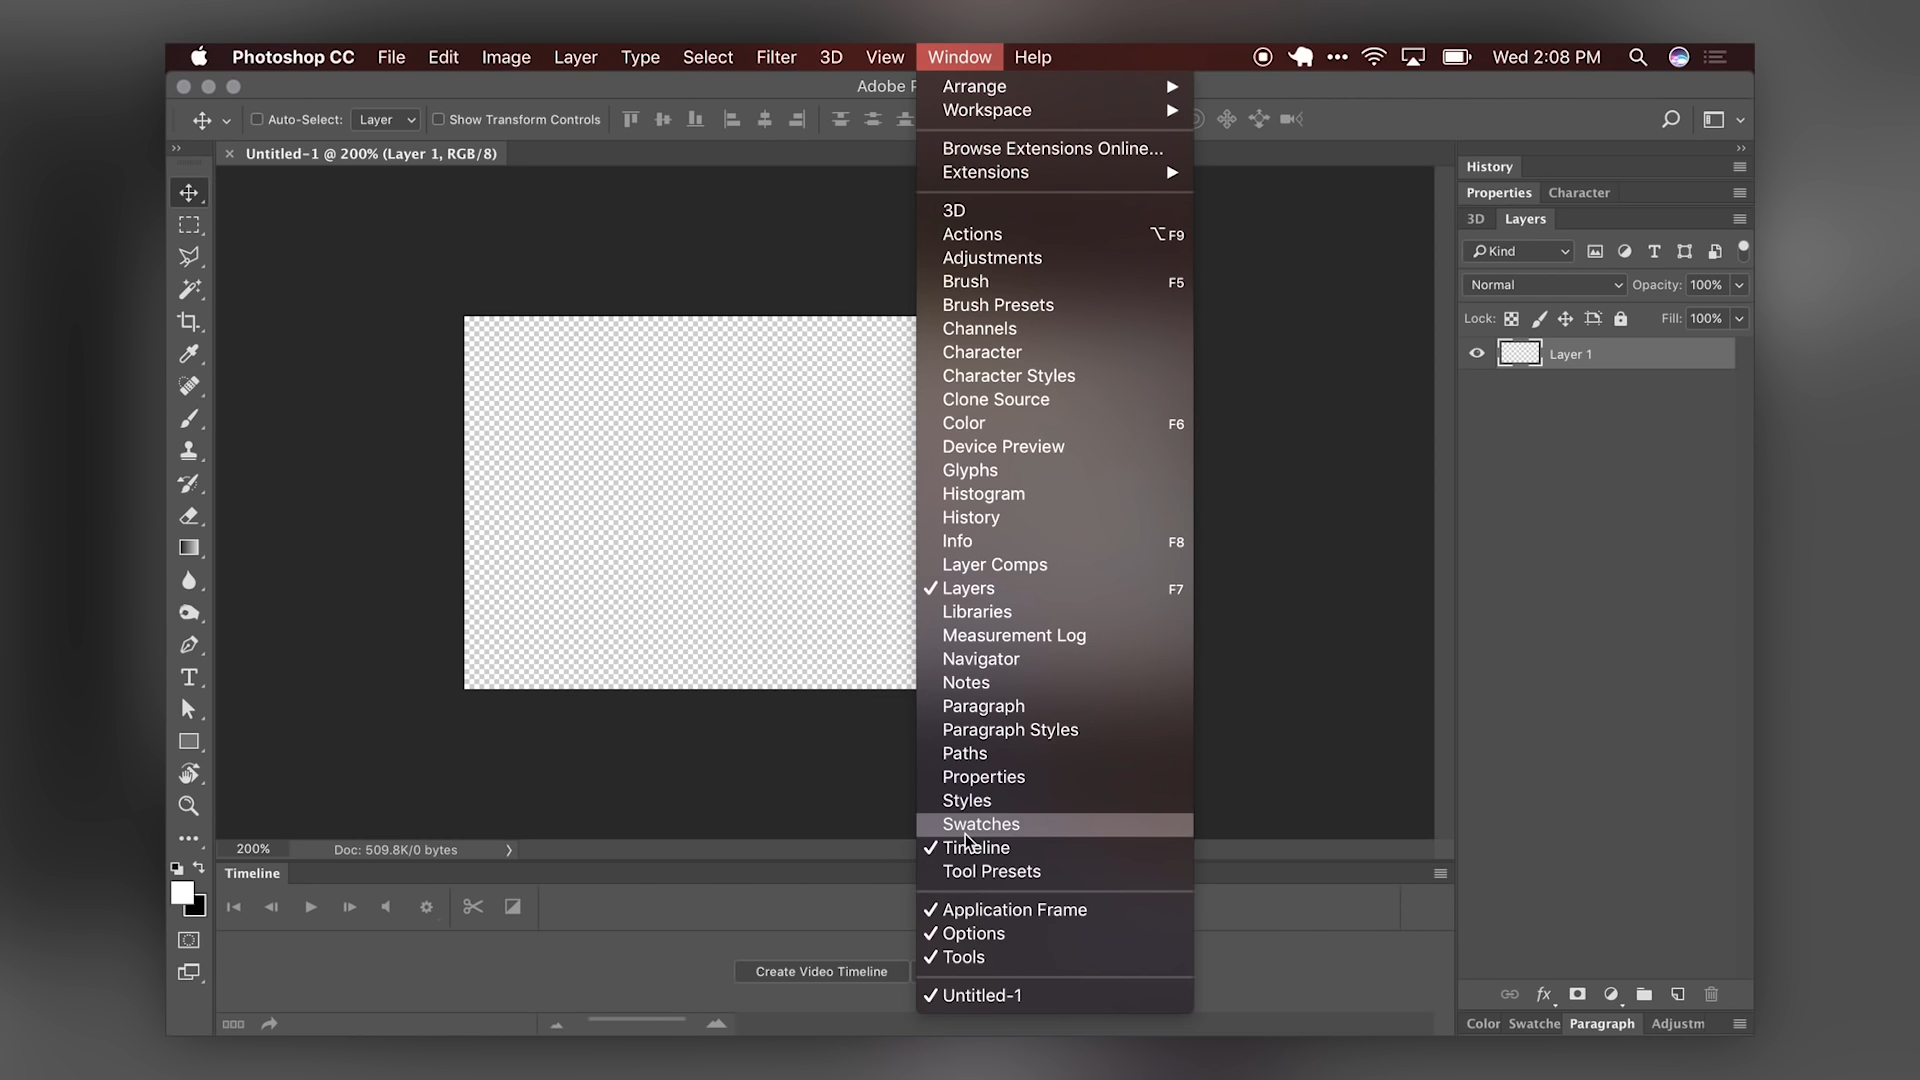 Photoshop CC File Edit Image Layer Type Select Filter 3D View Window Help Wed 2:08 PM
Adobe P
Auto-Select: Layer Show Transform Controls
Untitled-1 @ 200% (Layer 1, RGB/8)
Arrange
Workspace
Browse Extensions Online...
Extensions
3D
Actions ⌥F9
Adjustments
Brush F5
Brush Presets
Channels
Character
Character Styles
Clone Source
Color F6
Device Preview
Glyphs
Histogram
History
Info F8
Layer Comps
Layers F7
Libraries
Measurement Log
Navigator
Notes
Paragraph
Paragraph Styles
Paths
Properties
Styles
Swatches
Timeline
Tool Presets
Application Frame
Options
Tools
Untitled-1
History
Properties Character
3D Layers
Kind
Normal Opacity: 100%
Lock: Fill: 100%
Layer 1
200% Doc: 509.8K/0 bytes
Timeline
Create Video Timeline
Color Swatche Paragraph Adjustm